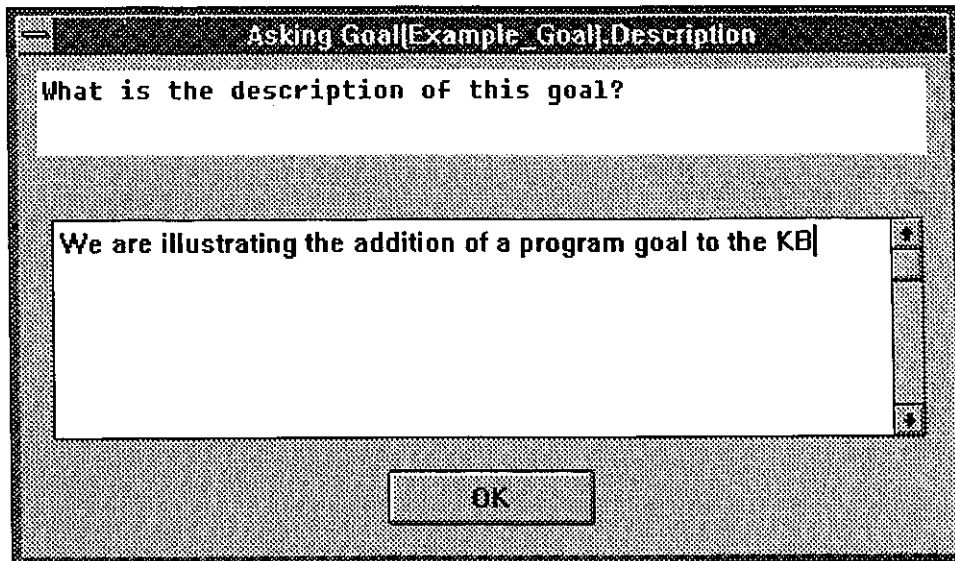 Asking Goal[Example_Goal].Description
What is the description of this goal?
We are illustrating the addition of a program goal to the KB
OK